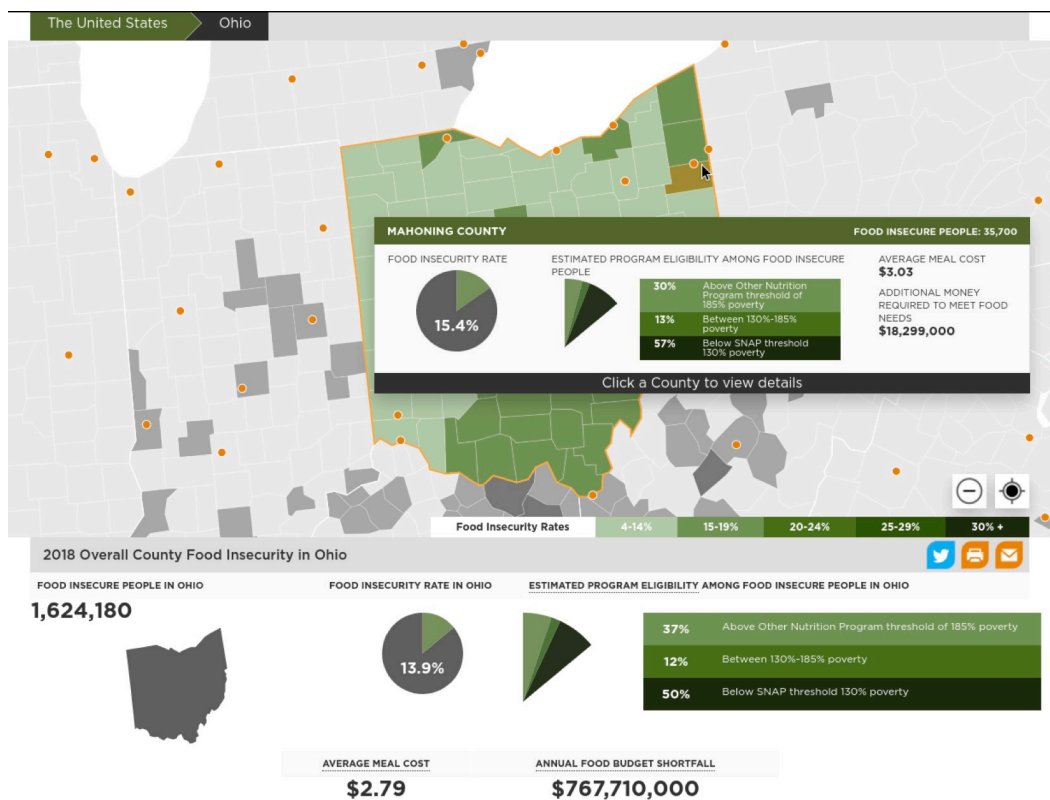 The United States
Ohio
MAHONING COUNTY
FOOD INSECURE PEOPLE: 35,700
FOOD INSECURITY RATE
15.4%
ESTIMATED PROGRAM ELIGIBILITY AMONG FOOD INSECURE
PEOPLE
30%
Above Other Nutrition
Program threshold of
185% poverty
13%
Between 130%-185%
poverty
57%
Below SNAP threshold
130% poverty
AVERAGE MEAL COST
$3.03
ADDITIONAL MONEY
REQUIRED TO MEET FOOD
NEEDS
$18,299,000
Click a County to view details
Food Insecurity Rates
4-14%
15-19%
20-24%
25-29%
30% +
2018 Overall County Food Insecurity in Ohio
FOOD INSECURE PEOPLE IN OHIO
1,624,180
FOOD INSECURITY RATE IN OHIO
13.9%
ESTIMATED PROGRAM ELIGIBILITY AMONG FOOD INSECURE PEOPLE IN OHIO
37%
Above Other Nutrition Program threshold of 185% poverty
12%
Between 130%-185% poverty
50%
Below SNAP threshold 130% poverty
AVERAGE MEAL COST
$2.79
ANNUAL FOOD BUDGET SHORTFALL
$767,710,000